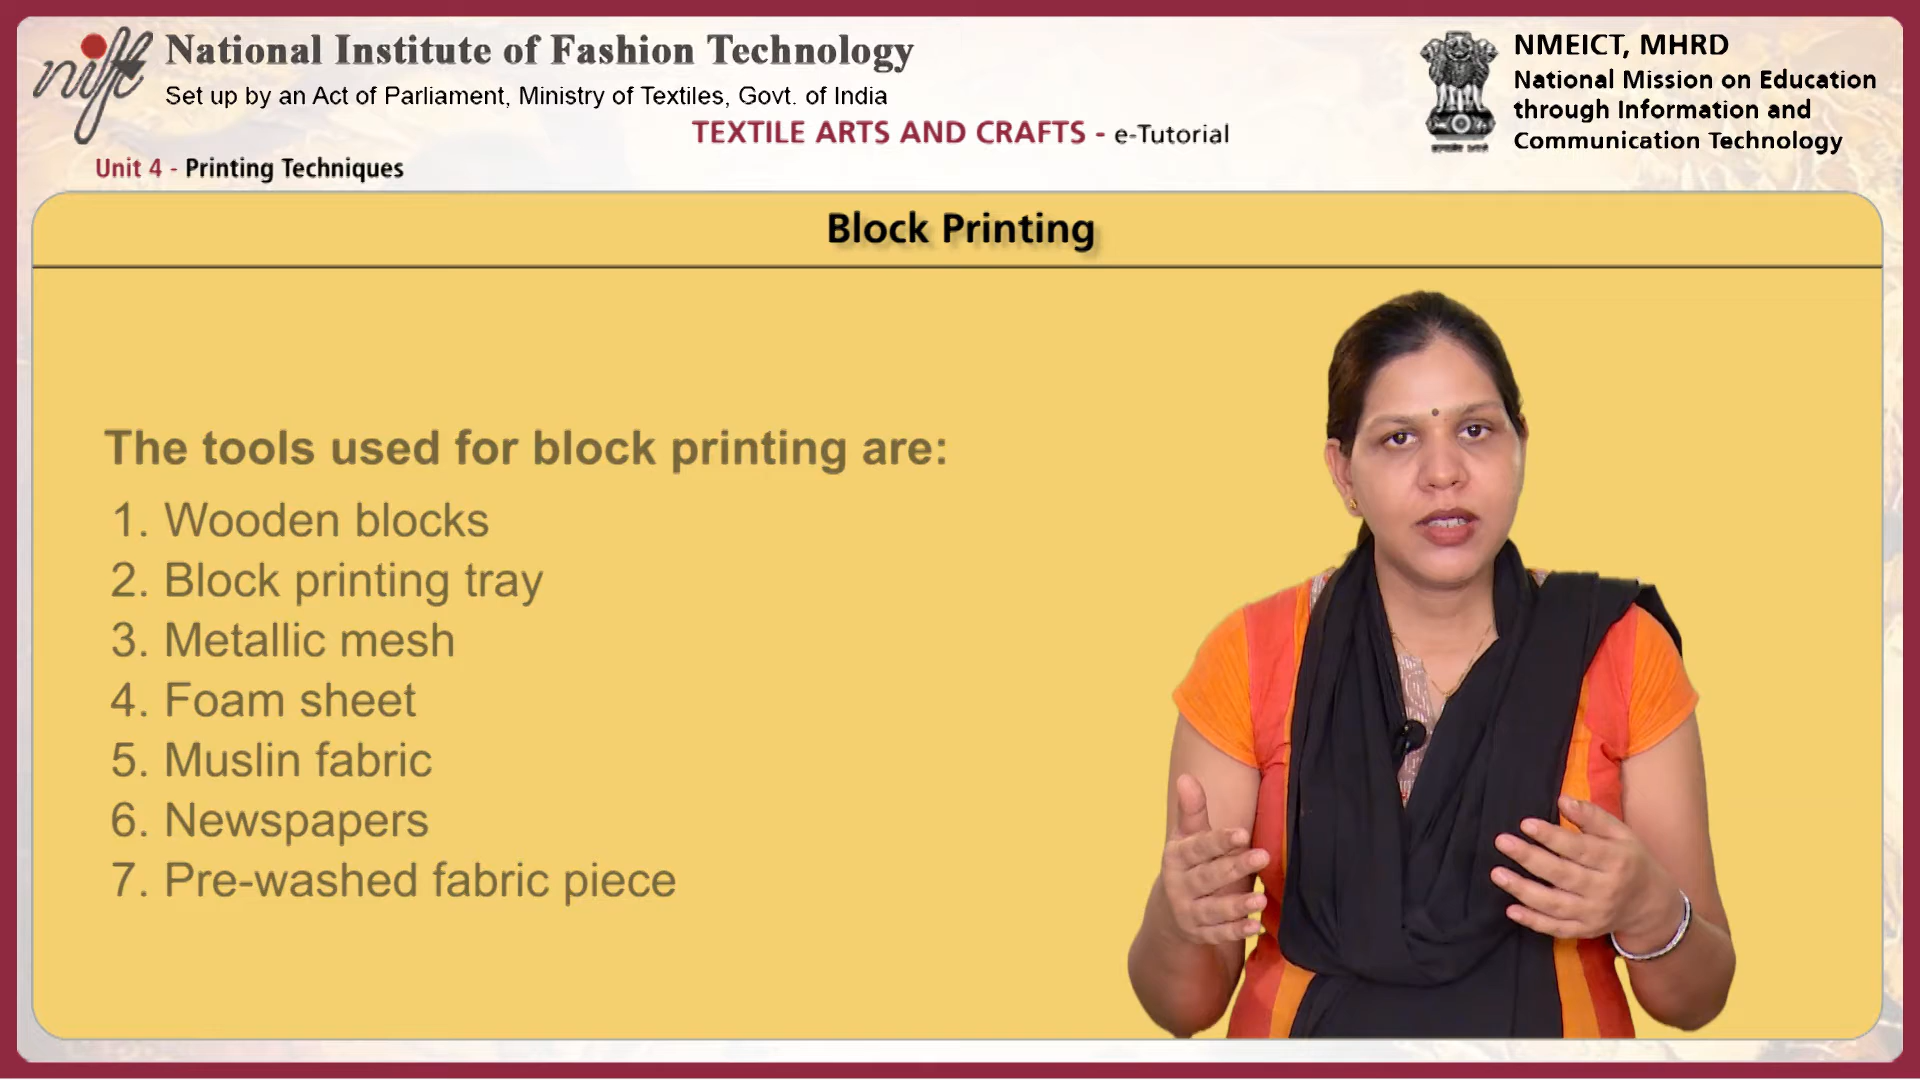 nift
National Institute of Fashion Technology
Set up by an Act of Parliament, Ministry of Textiles, Govt. of India
TEXTILE ARTS AND CRAFTS - e-Tutorial
Unit 4 - Printing Techniques
NMEICT, MHRD
National Mission on Education
through Information and
Communication Technology
Block Printing
The tools used for block printing are:
1. Wooden blocks
2. Block printing tray
3. Metallic mesh
4. Foam sheet
5. Muslin fabric
6. Newspapers
7. Pre-washed fabric piece